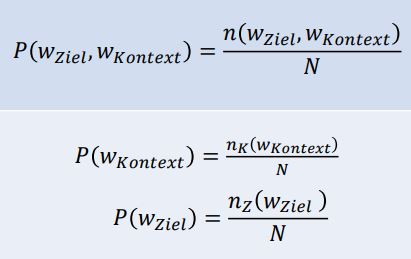 P(w_Ziel, w_Kontext) = n(w_Ziel, w_Kontext) / N
P(w_Kontext) = n_K(w_Kontext) / N
P(w_Ziel) = n_Z(w_Ziel) / N